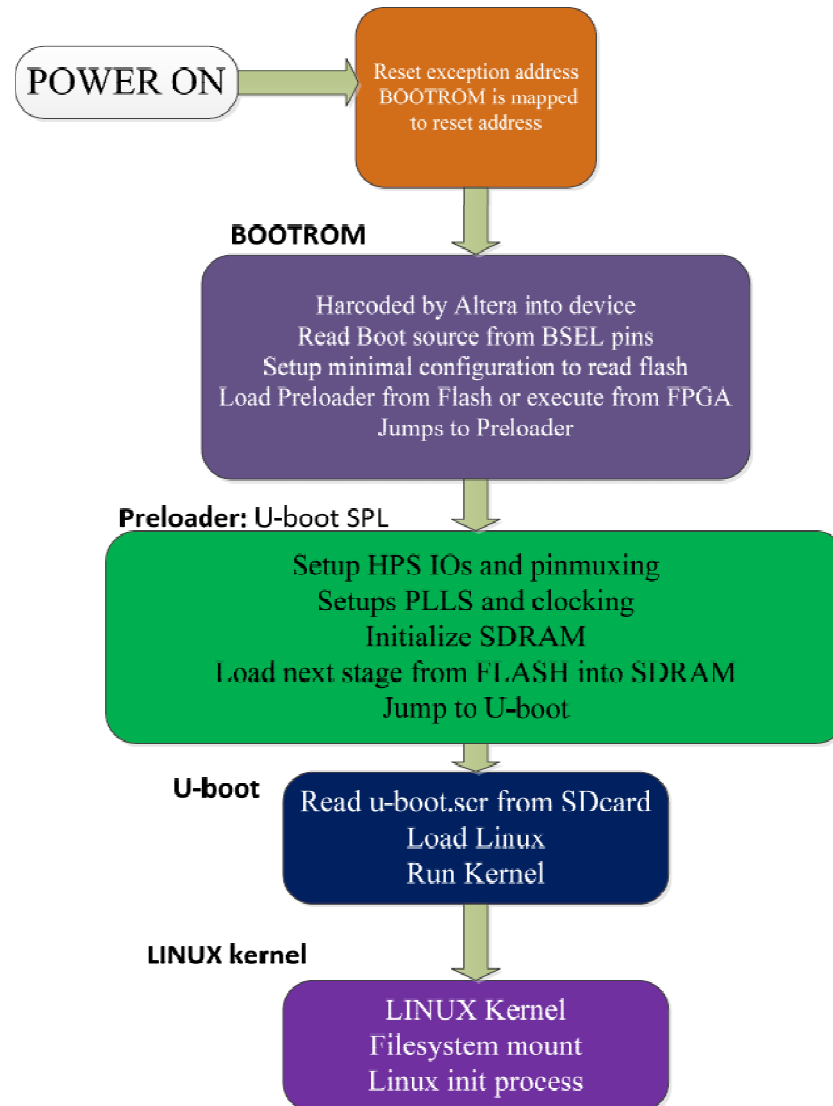 POWER ON
Reset exception address
BOOTROM is mapped
to reset address
BOOTROM
Harcoded by Altera into device
Read Boot source from BSEL pins
Setup minimal configuration to read flash
Load Preloader from Flash or execute from FPGA
Jumps to Preloader
Preloader: U-boot SPL
Setup HPS IOs and pinmuxing
Setups PLLS and clocking
Initialize SDRAM
Load next stage from FLASH into SDRAM
Jump to U-boot
U-boot
Read u-boot.scr from SDcard
Load Linux
Run Kernel
LINUX kernel
LINUX Kernel
Filesystem mount
Linux init process